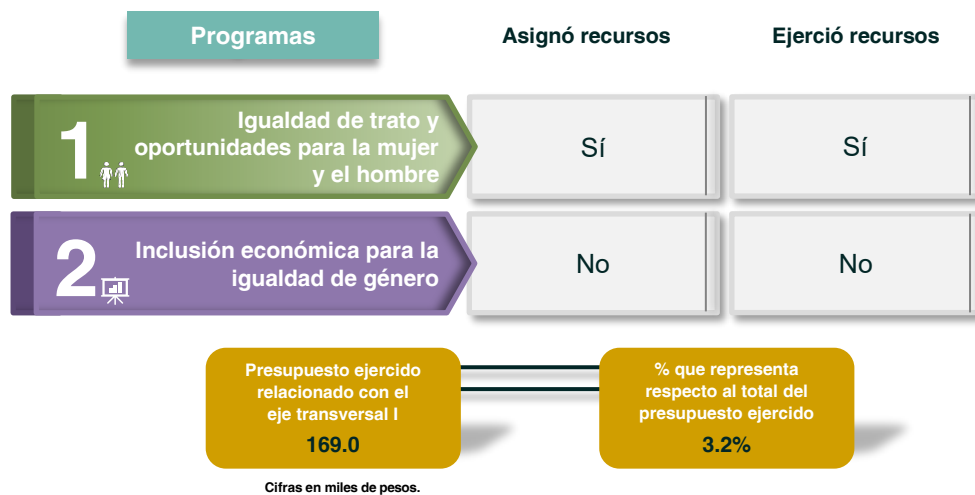 Programas
Asignó recursos
Ejerció recursos
1
Igualdad de trato y
oportunidades para la mujer
y el hombre
Sí
Sí
2
Inclusión económica para la
igualdad de género
No
No
Presupuesto ejercido
relacionado con el
eje transversal I
169.0
% que representa
respecto al total del
presupuesto ejercido
3.2%
Cifras en miles de pesos.